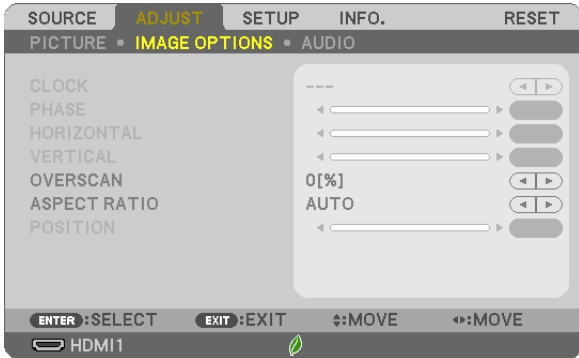 SOURCE ADJUST SETUP INFO. RESET
PICTURE • IMAGE OPTIONS • AUDIO
CLOCK ---
PHASE
HORIZONTAL
VERTICAL
OVERSCAN 0[%]
ASPECT RATIO AUTO
POSITION
ENTER :SELECT EXIT :EXIT :MOVE :MOVE
HDMI1